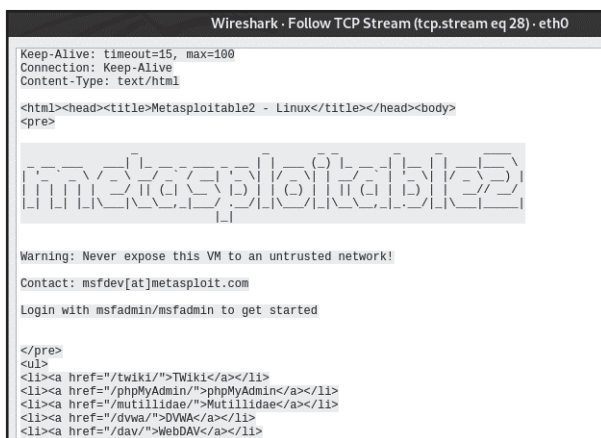 Wireshark · Follow TCP Stream (tcp.stream eq 28) · eth0
Keep-Alive: timeout=15, max=100
Connection: Keep-Alive
Content-Type: text/html
<html><head><title>Metasploitable2 - Linux</title></head><body>
<pre>
metasploitable2
Warning: Never expose this VM to an untrusted network!
Contact: msfdev[at]metasploit.com
Login with msfadmin/msfadmin to get started
</pre>
<ul>
<li><a href="/twiki/">TWiki</a></li>
<li><a href="/phpMyAdmin/">phpMyAdmin</a></li>
<li><a href="/mutillidae/">Mutillidae</a></li>
<li><a href="/dvwa/">DVWA</a></li>
<li><a href="/dav/">WebDAV</a></li>